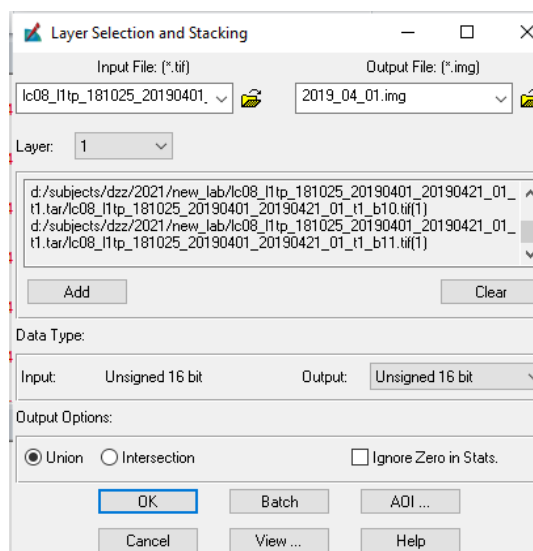 Layer Selection and Stacking
Input File: (*.tif) Output File: (*.img)
lc08_l1tp_181025_20190401_ 2019_04_01.img
Layer: 1
d:/subjects/dzz/2021/new_lab/lc08_l1tp_181025_20190401_20190421_01_
t1.tar/lc08_l1tp_181025_20190401_20190421_01_t1_b10.tif(1)
d:/subjects/dzz/2021/new_lab/lc08_l1tp_181025_20190401_20190421_01_
t1.tar/lc08_l1tp_181025_20190401_20190421_01_t1_b11.tif(1)
Add Clear
Data Type:
Input: Unsigned 16 bit Output: Unsigned 16 bit
Output Options:
Union Intersection Ignore Zero in Stats.
OK Batch AOI ...
Cancel View ... Help